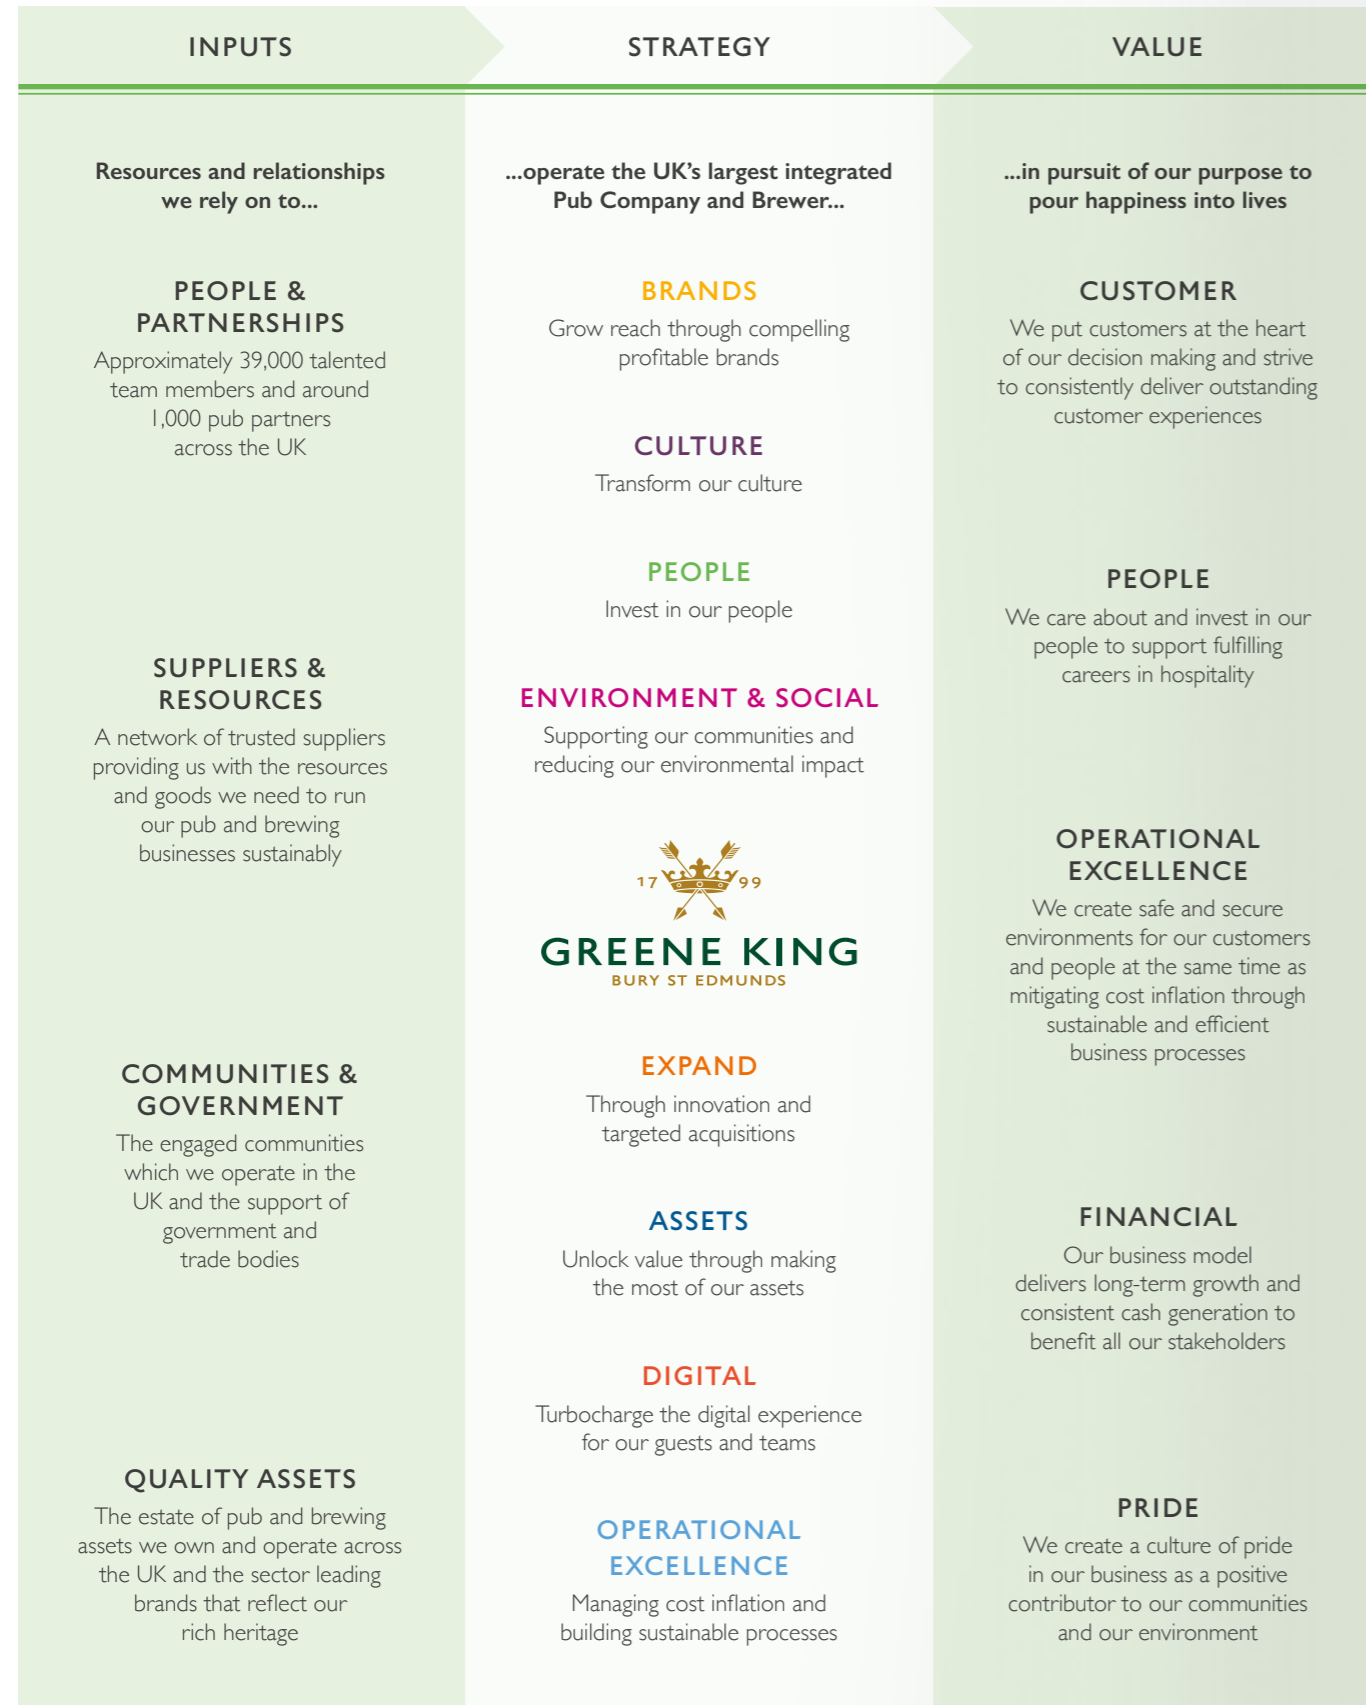 INPUTS
STRATEGY
VALUE
Resources and relationships
we rely on to...
PEOPLE &
PARTNERSHIPS
Approximately 39,000 talented
team members and around
1,000 pub partners
across the UK
SUPPLIERS &
RESOURCES
A network of trusted suppliers
providing us with the resources
and goods we need to run
our pub and brewing
businesses sustainably
COMMUNITIES &
GOVERNMENT
The engaged communities
which we operate in the
UK and the support of
government and
trade bodies
QUALITY ASSETS
The estate of pub and brewing
assets we own and operate across
the UK and the sector leading
brands that reflect our
rich heritage
...operate the UK's largest integrated
Pub Company and Brewer...
BRANDS
Grow reach through compelling
profitable brands
CULTURE
Transform our culture
PEOPLE
Invest in our people
ENVIRONMENT & SOCIAL
Supporting our communities and
reducing our environmental impact
17 99
GREENE KING
BURY ST EDMUNDS
EXPAND
Through innovation and
targeted acquisitions
ASSETS
Unlock value through making
the most of our assets
DIGITAL
Turbocharge the digital experience
for our guests and teams
OPERATIONAL
EXCELLENCE
Managing cost inflation and
building sustainable processes
...in pursuit of our purpose to
pour happiness into lives
CUSTOMER
We put customers at the heart
of our decision making and strive
to consistently deliver outstanding
customer experiences
PEOPLE
We care about and invest in our
people to support fulfilling
careers in hospitality
OPERATIONAL
EXCELLENCE
We create safe and secure
environments for our customers
and people at the same time as
mitigating cost inflation through
sustainable and efficient
business processes
FINANCIAL
Our business model
delivers long-term growth and
consistent cash generation to
benefit all our stakeholders
PRIDE
We create a culture of pride
in our business as a positive
contributor to our communities
and our environment